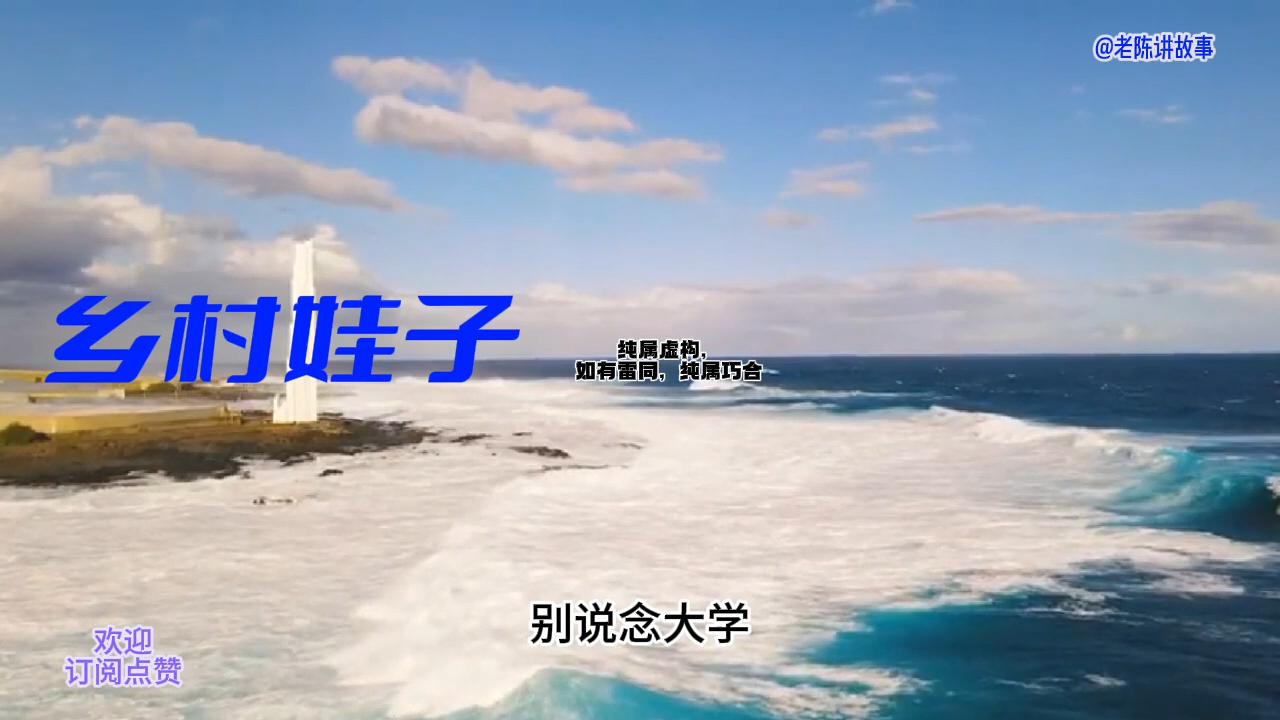 @老陈讲故事
乡村娃子
纯属虚构,
如有雷同,纯属巧合
别说念大学
欢迎
订阅点赞